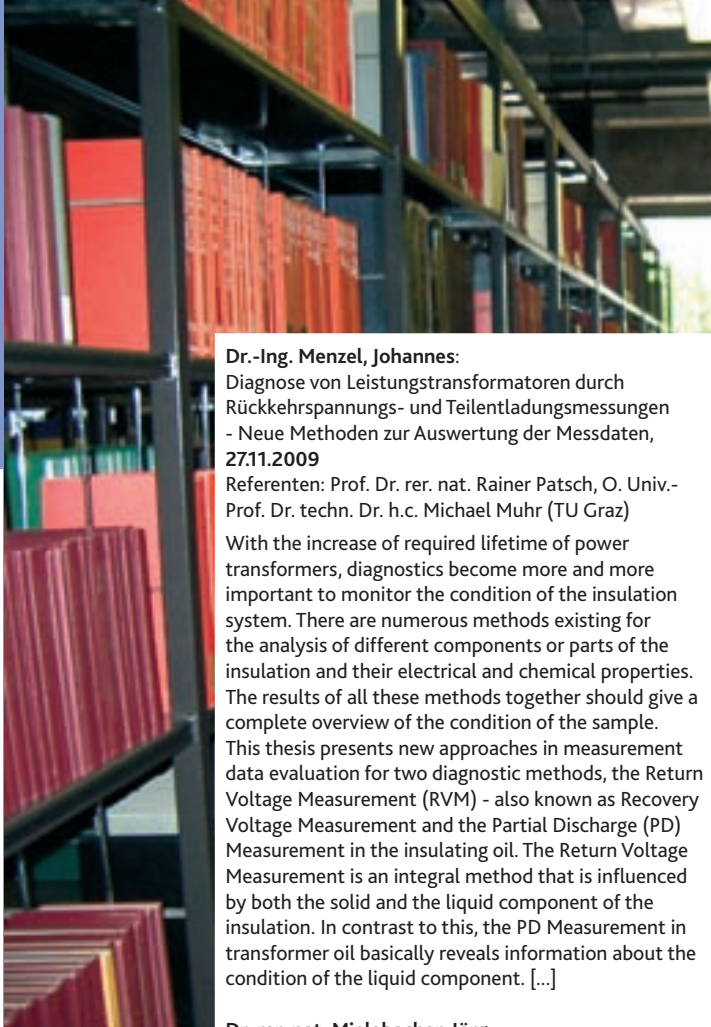 Dr.-Ing. Menzel, Johannes:
Diagnose von Leistungstransformatoren durch
Rückkehrspannungs- und Teilentladungsmessungen
- Neue Methoden zur Auswertung der Messdaten,
27.11.2009
Referenten: Prof. Dr. rer. nat. Rainer Patsch, O. Univ.-
Prof. Dr. techn. Dr. h.c. Michael Muhr (TU Graz)
With the increase of required lifetime of power
transformers, diagnostics become more and more
important to monitor the condition of the insulation
system. There are numerous methods existing for
the analysis of different components or parts of the
insulation and their electrical and chemical properties.
The results of all these methods together should give a
complete overview of the condition of the sample.
This thesis presents new approaches in measurement
data evaluation for two diagnostic methods, the Return
Voltage Measurement (RVM) - also known as Recovery
Voltage Measurement and the Partial Discharge (PD)
Measurement in the insulating oil. The Return Voltage
Measurement is an integral method that is influenced
by both the solid and the liquid component of the
insulation. In contrast to this, the PD Measurement in
transformer oil basically reveals information about the
condition of the liquid component. [...]